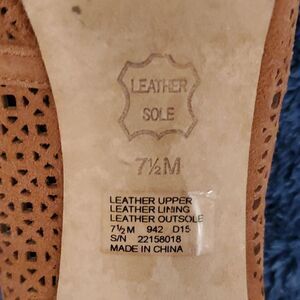 LEATHER
SOLE
7½M
LEATHER UPPER
LEATHER LINING
LEATHER OUTSOLE
7½M 942 D15
S/N 22158018
MADE IN CHINA